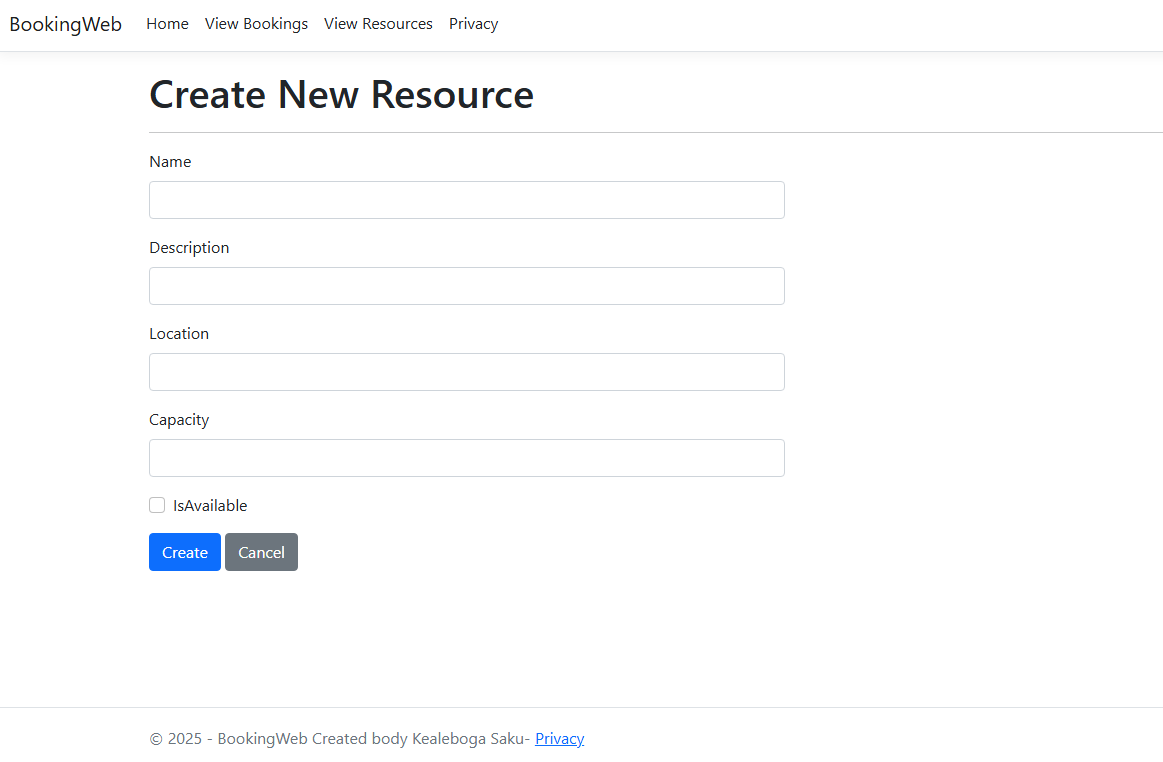 BookingWeb Home View Bookings View Resources Privacy
Create New Resource
Name
Description
Location
Capacity
IsAvailable
Create Cancel
© 2025 - BookingWeb Created body Kealeboga Saku- Privacy